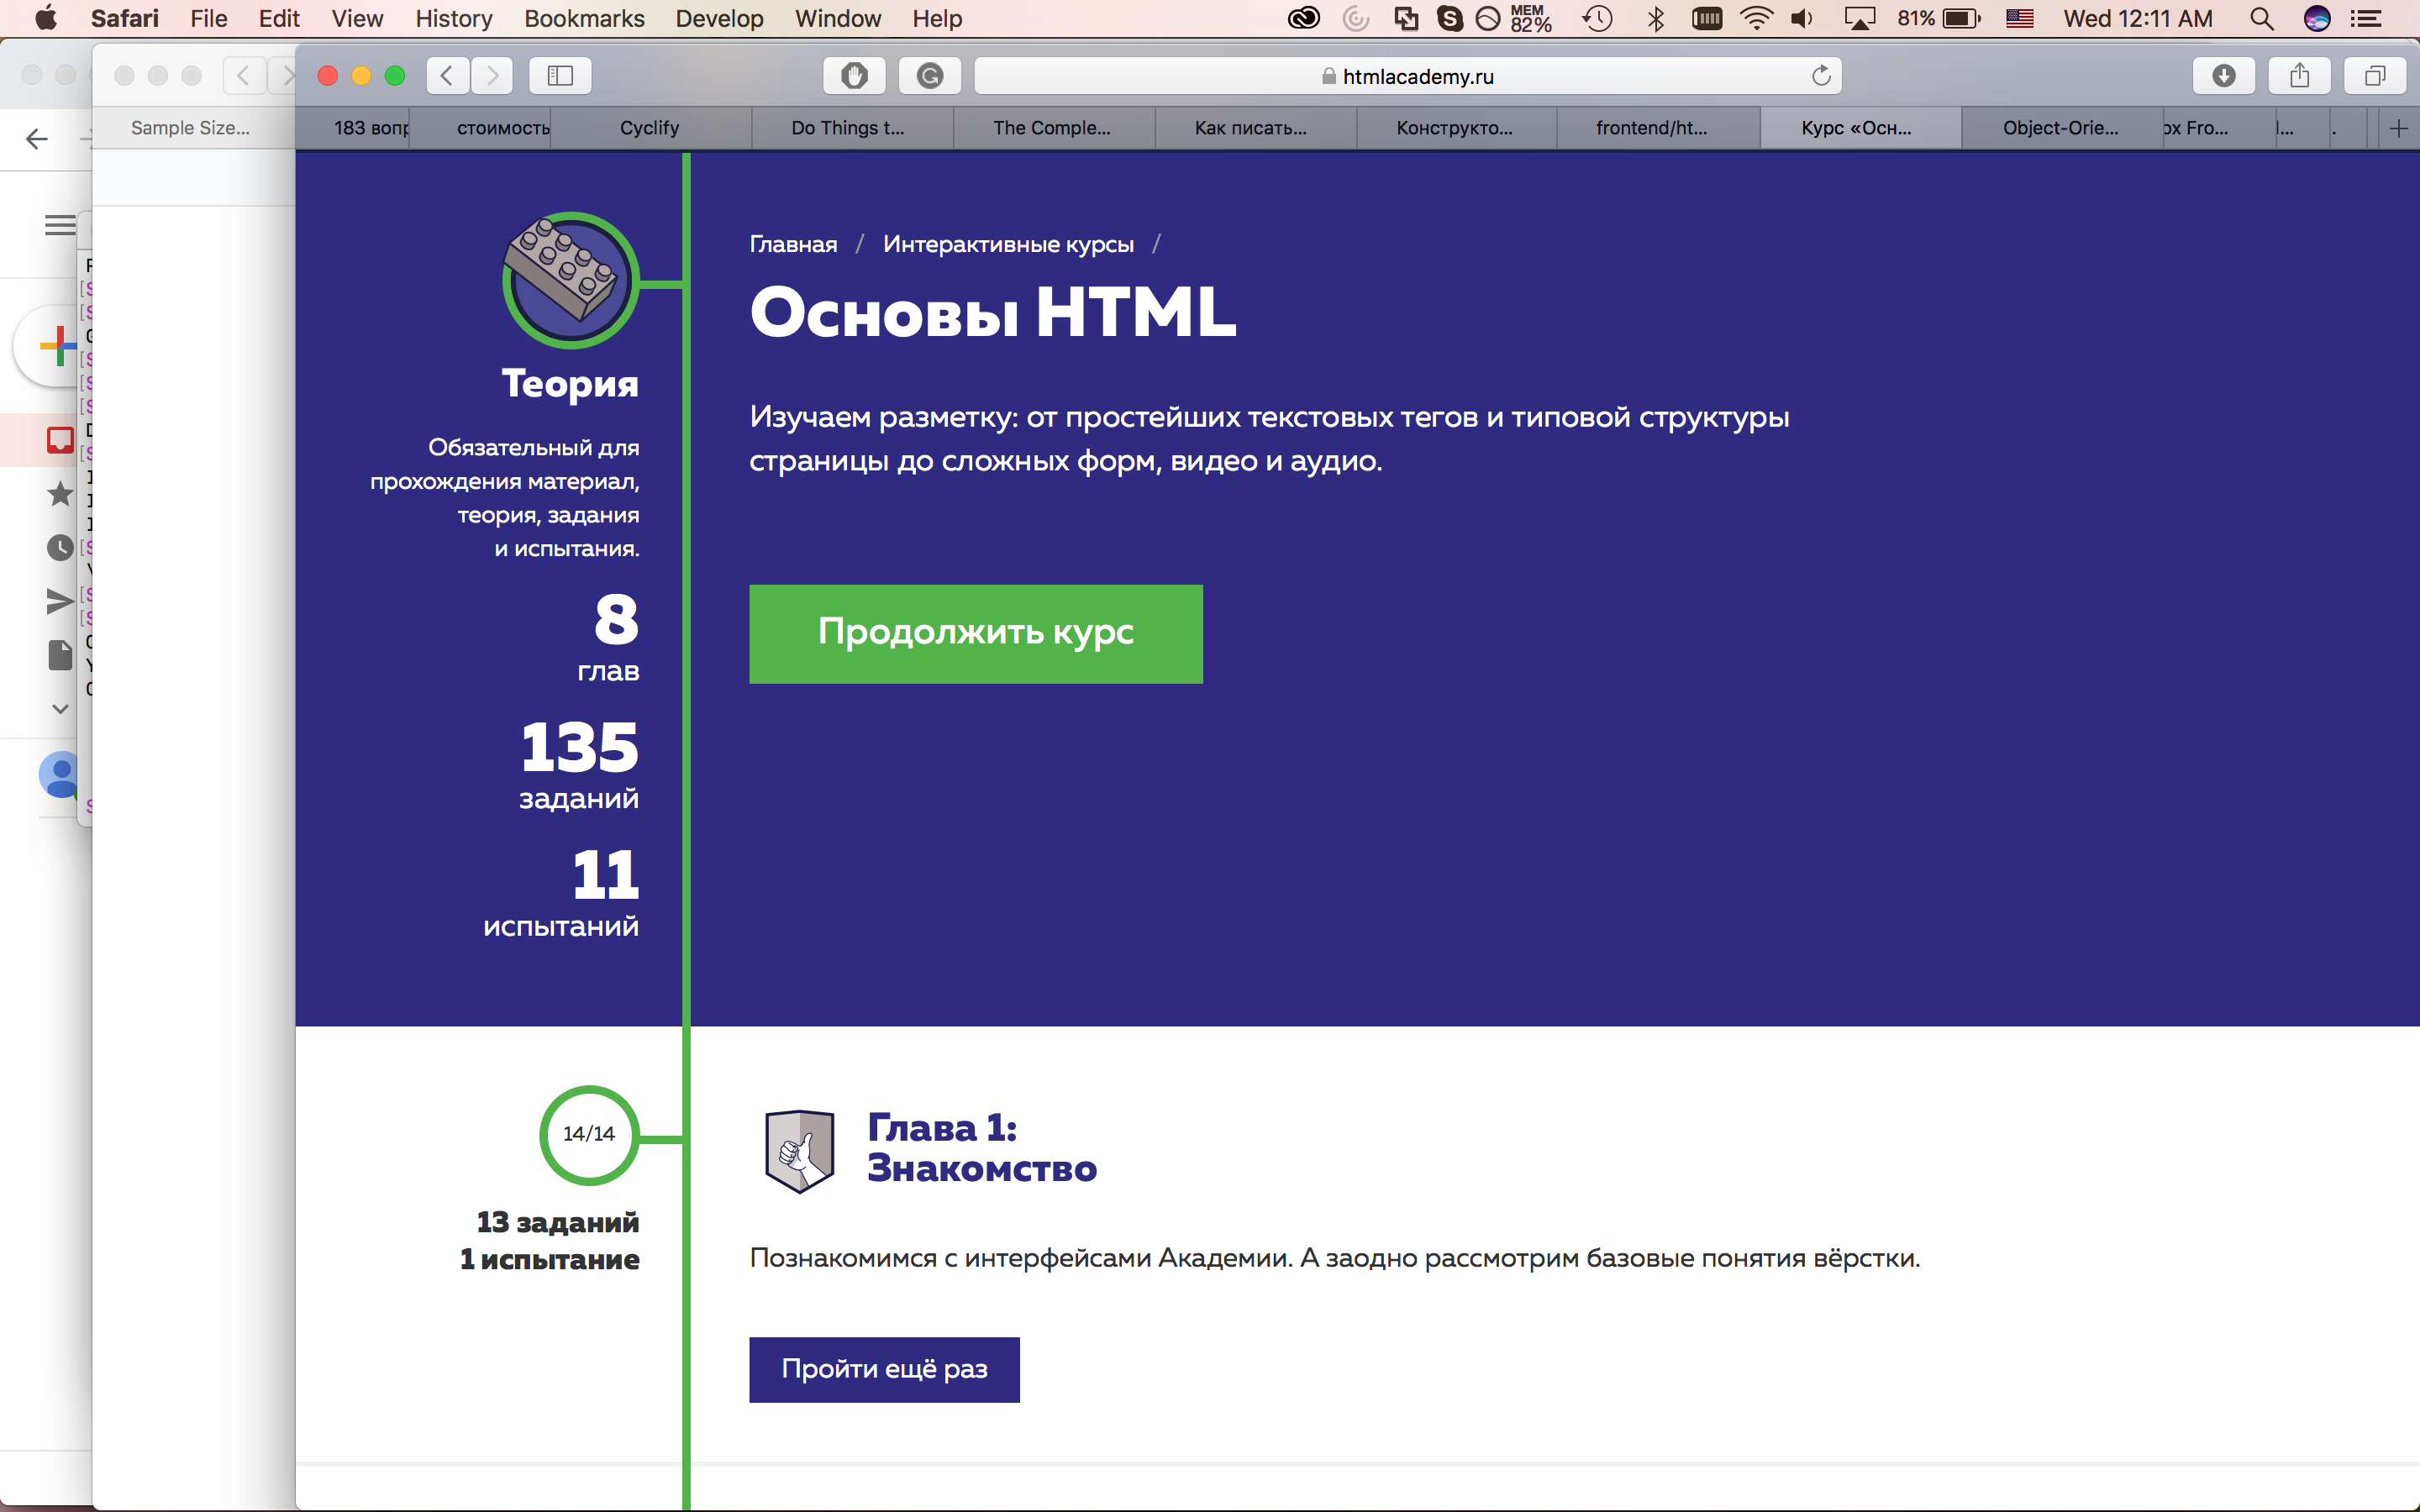 Safari File Edit View History Bookmarks Develop Window Help MEM 82% 81% Wed 12:11 AM
htmlacademy.ru
Sample Size... 183 вопр стоимость Cyclify Do Things t... The Comple... Как писать... Конструкто... frontend/ht... Курс «Осн... Object-Orie... ox Fro...
Главная / Интерактивные курсы /
Основы HTML
Изучаем разметку: от простейших текстовых тегов и типовой структуры
страницы до сложных форм, видео и аудио.
Продолжить курс
Теория
Обязательный для
прохождения материал,
теория, задания
и испытания.
8
глав
135
заданий
11
испытаний
14/14
13 заданий
1 испытание
Глава 1:
Знакомство
Познакомимся с интерфейсами Академии. А заодно рассмотрим базовые понятия вёрстки.
Пройти ещё раз